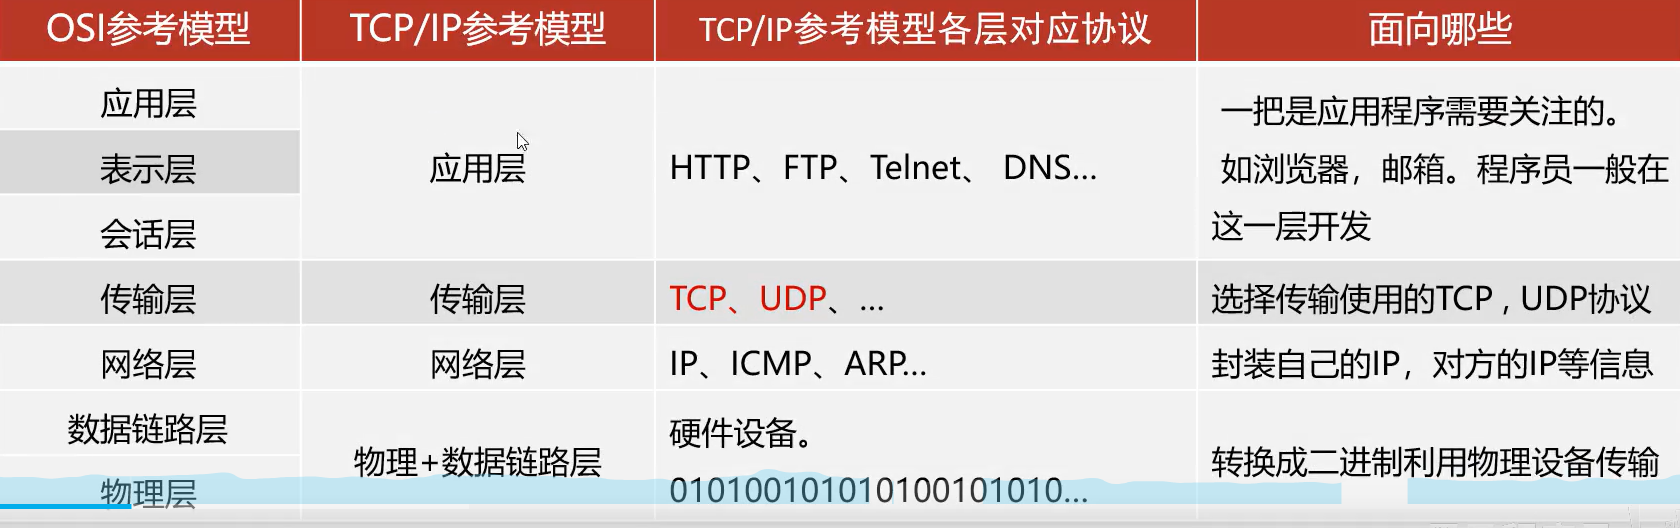 OSI参考模型
TCP/IP参考模型
TCP/IP参考模型各层对应协议
面向哪些
应用层
表示层
会话层
应用层
HTTP、FTP、Telnet、 DNS...
一把是应用程序需要关注的。
如浏览器，邮箱。程序员一般在
这一层开发
传输层
传输层
TCP、UDP、...
选择传输使用的TCP , UDP协议
网络层
网络层
IP、ICMP、ARP...
封装自己的IP，对方的IP等信息
数据链路层
物理层
物理+数据链路层
硬件设备。
010100101010100101010...
转换成二进制利用物理设备传输